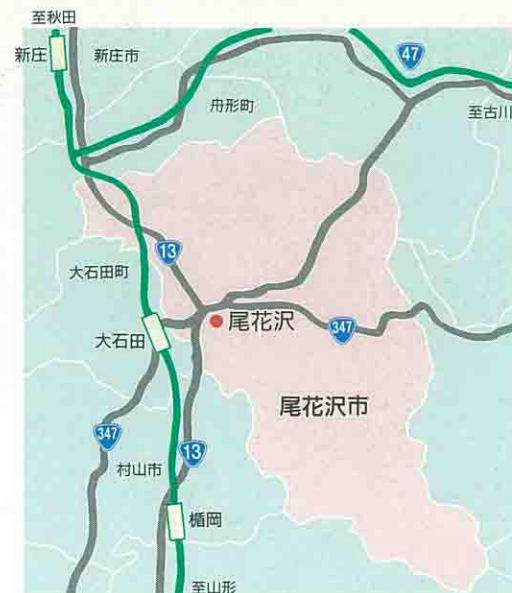 至秋田
新庄
新庄市
47
舟形町
至古川
13
大石田町
尾花沢
347
大石田
尾花沢市
347
13
村山市
楯岡
至山形